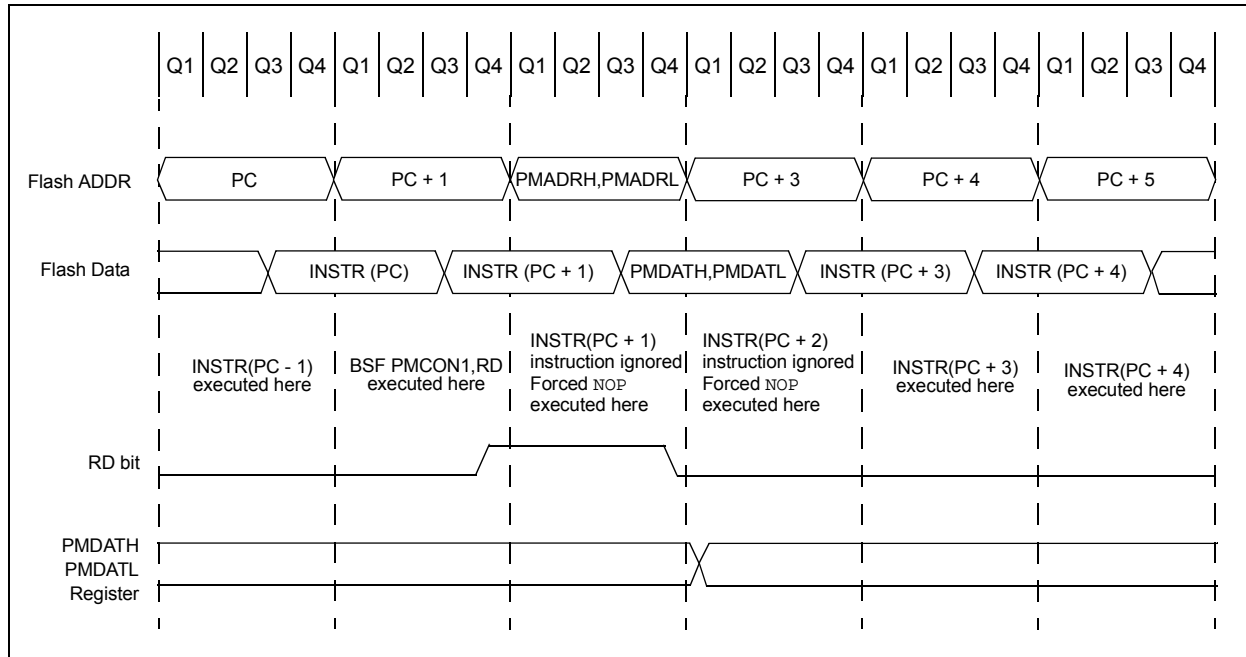 Q1 Q2 Q3 Q4 Q1 Q2 Q3 Q4 Q1 Q2 Q3 Q4 Q1 Q2 Q3 Q4 Q1 Q2 Q3 Q4 Q1 Q2 Q3 Q4
Flash ADDR PC PC + 1 PMADRH,PMADRL PC + 3 PC + 4 PC + 5
Flash Data INSTR (PC) INSTR (PC + 1) PMDATH,PMDATL INSTR (PC + 3) INSTR (PC + 4)
INSTR(PC - 1)
executed here
BSF PMCON1,RD
executed here
INSTR(PC + 1)
instruction ignored
Forced NOP
executed here
INSTR(PC + 2)
instruction ignored
Forced NOP
executed here
INSTR(PC + 3)
executed here
INSTR(PC + 4)
executed here
RD bit
PMDATH
PMDATL
Register